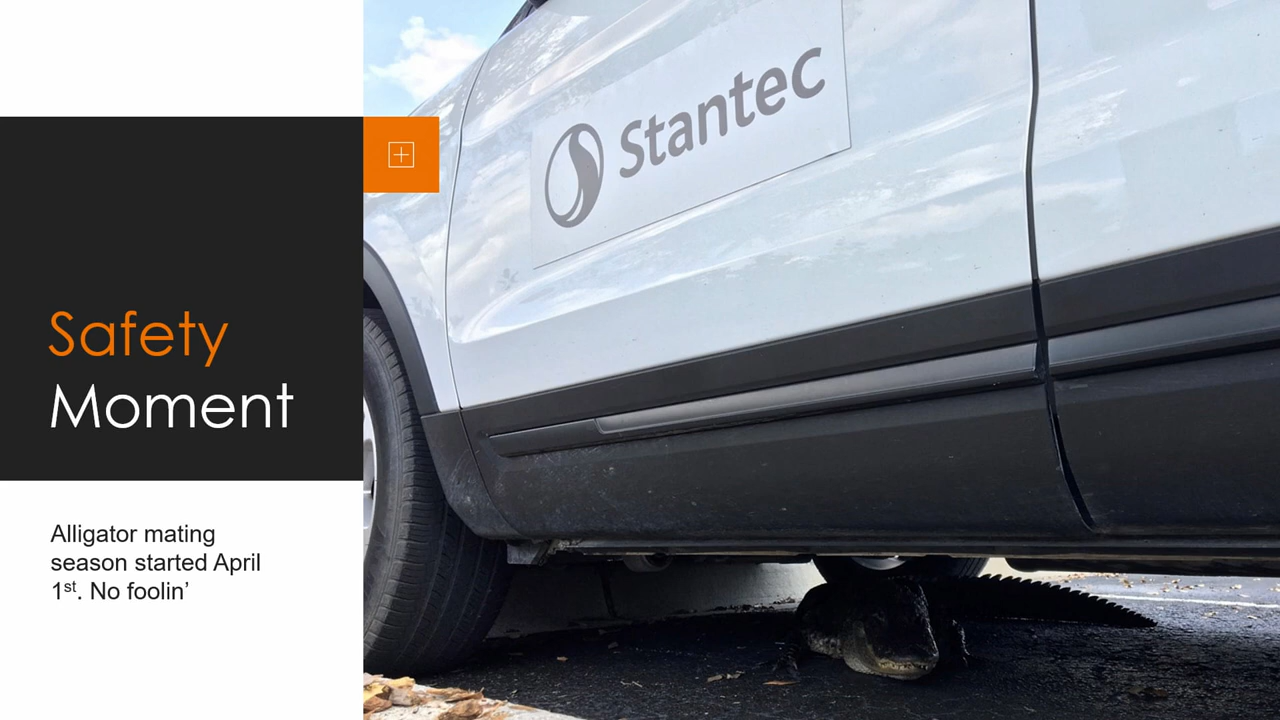 Safety
Moment
Alligator mating
season started April
1st. No foolin’
Stantec